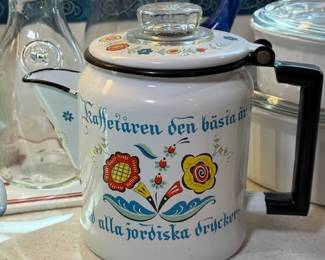 Kaffetåren den bästa är
alla jordiska drycker